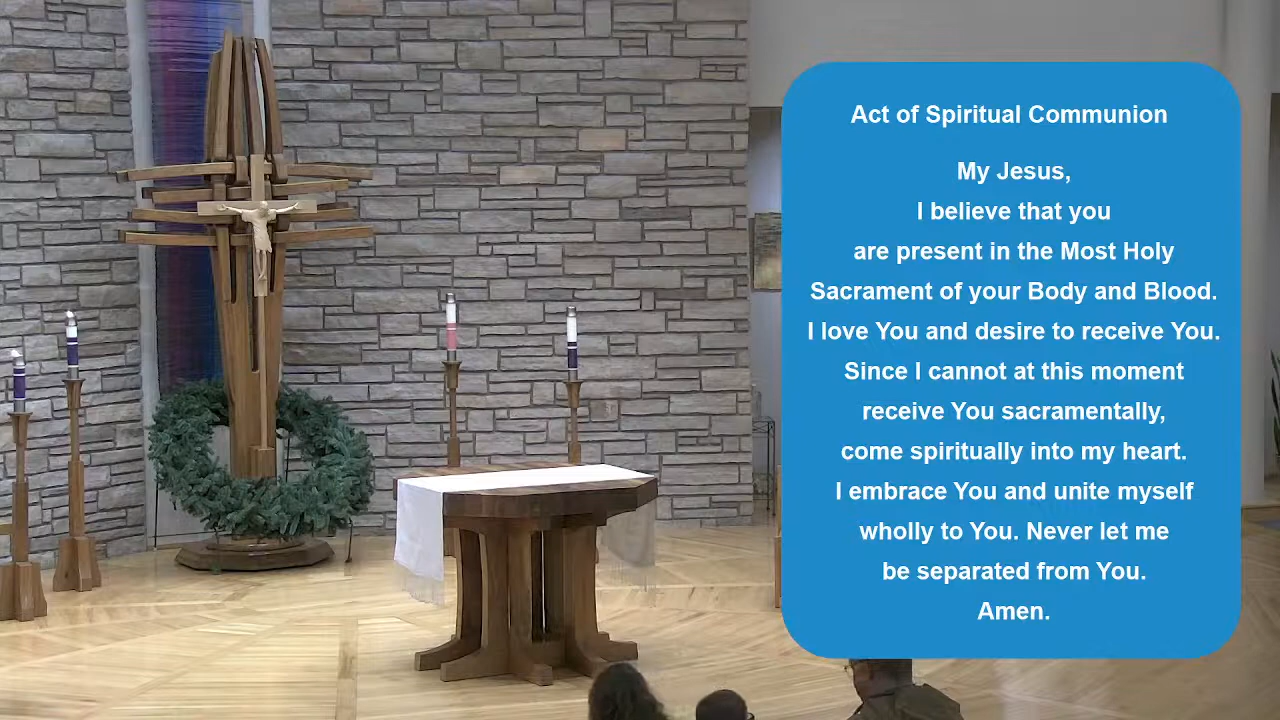 Act of Spiritual Communion
My Jesus,
I believe that you
are present in the Most Holy
Sacrament of your Body and Blood.
I love You and desire to receive You.
Since I cannot at this moment
receive You sacramentally,
come spiritually into my heart.
I embrace You and unite myself
wholly to You. Never let me
be separated from You.
Amen.